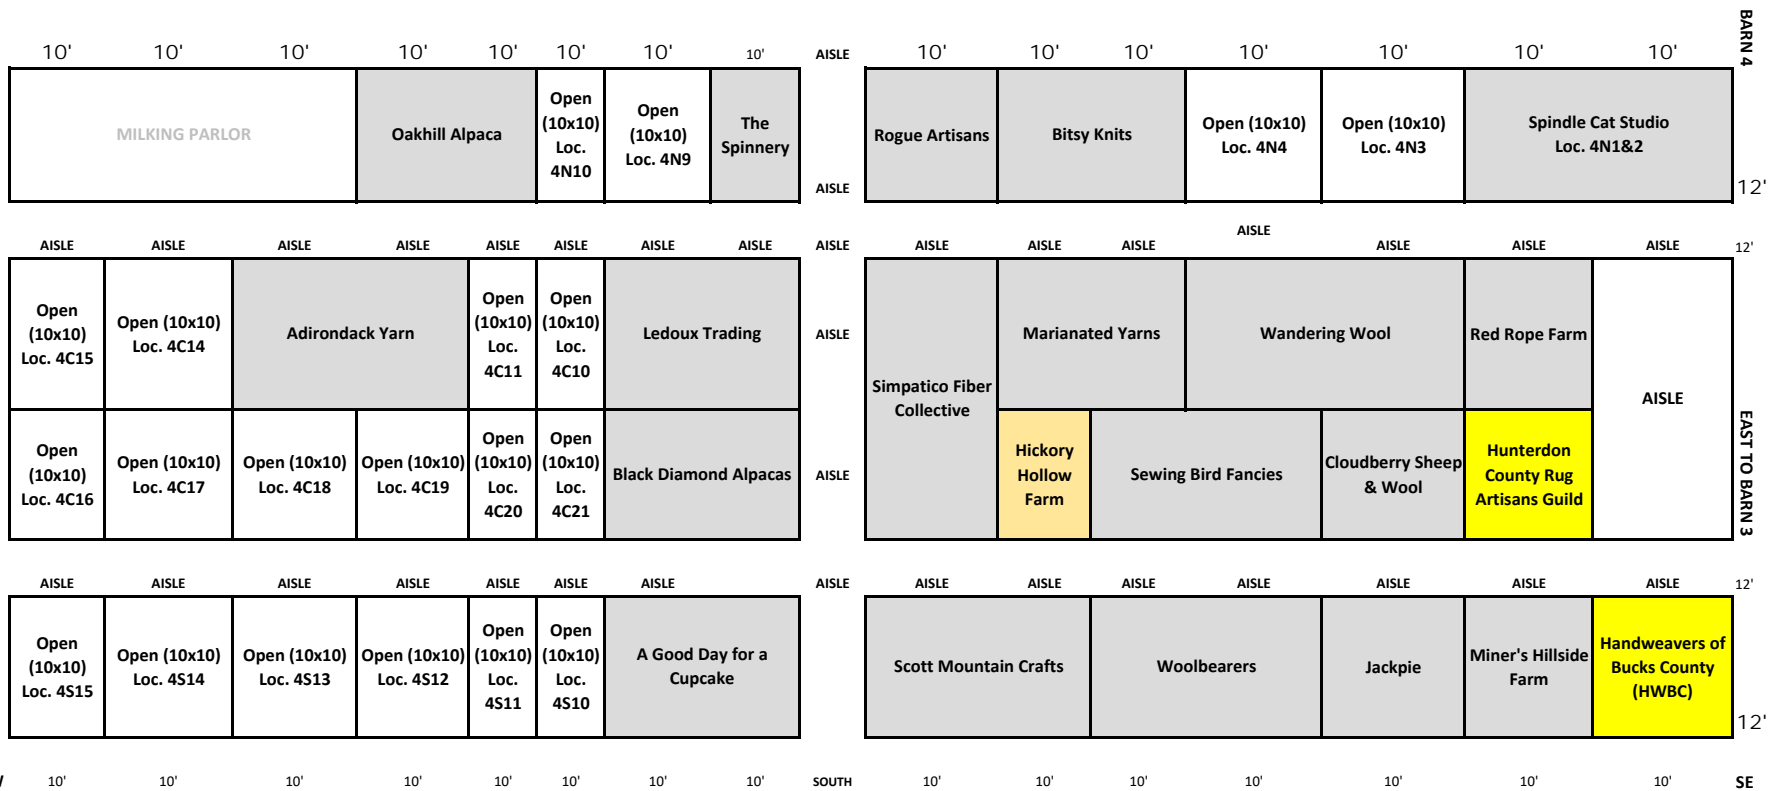 10' 10' 10' 10' 10' 10' 10' 10' AISLE 10' 10' 10' 10' 10' 10' 10'
BARN 4
MILKING PARLOR
Oakhill Alpaca
Open
(10x10)
Loc.
4N10
Open
(10x10)
Loc. 4N9
The
Spinnery
AISLE
Rogue Artisans
Bitsy Knits
Open (10x10)
Loc. 4N4
Open (10x10)
Loc. 4N3
Spindle Cat Studio
Loc. 4N1&2
12'
AISLE AISLE AISLE AISLE AISLE AISLE AISLE AISLE AISLE AISLE AISLE AISLE AISLE AISLE AISLE AISLE 12'
Open
(10x10)
Loc. 4C15
Open (10x10)
Loc. 4C14
Adirondack Yarn
Open
(10x10)
Loc.
4C11
Open
(10x10)
Loc.
4C10
Ledoux Trading
AISLE
Simpatico Fiber
Collective
Marianated Yarns
Wandering Wool
Red Rope Farm
AISLE
EAST TO BARN 3
Open
(10x10)
Loc. 4C16
Open (10x10)
Loc. 4C17
Open (10x10)
Loc. 4C18
Open (10x10)
Loc. 4C19
Open
(10x10)
Loc.
4C20
Open
(10x10)
Loc.
4C21
Black Diamond Alpacas
AISLE
Hickory
Hollow
Farm
Sewing Bird Fancies
Cloudberry Sheep
& Wool
Hunterdon
County Rug
Artisans Guild
AISLE AISLE AISLE AISLE AISLE AISLE AISLE AISLE AISLE AISLE AISLE AISLE AISLE AISLE AISLE 12'
Open
(10x10)
Loc. 4S15
Open (10x10)
Loc. 4S14
Open (10x10)
Loc. 4S13
Open (10x10)
Loc. 4S12
Open
(10x10)
Loc.
4S11
Open
(10x10)
Loc.
4S10
A Good Day for a
Cupcake
Scott Mountain Crafts
Woolbearers
Jackpie
Miner's Hillside
Farm
Handweavers of
Bucks County
(HWBC)
12'
10' 10' 10' 10' 10' 10' 10' 10' SOUTH 10' 10' 10' 10' 10' 10' 10' SE